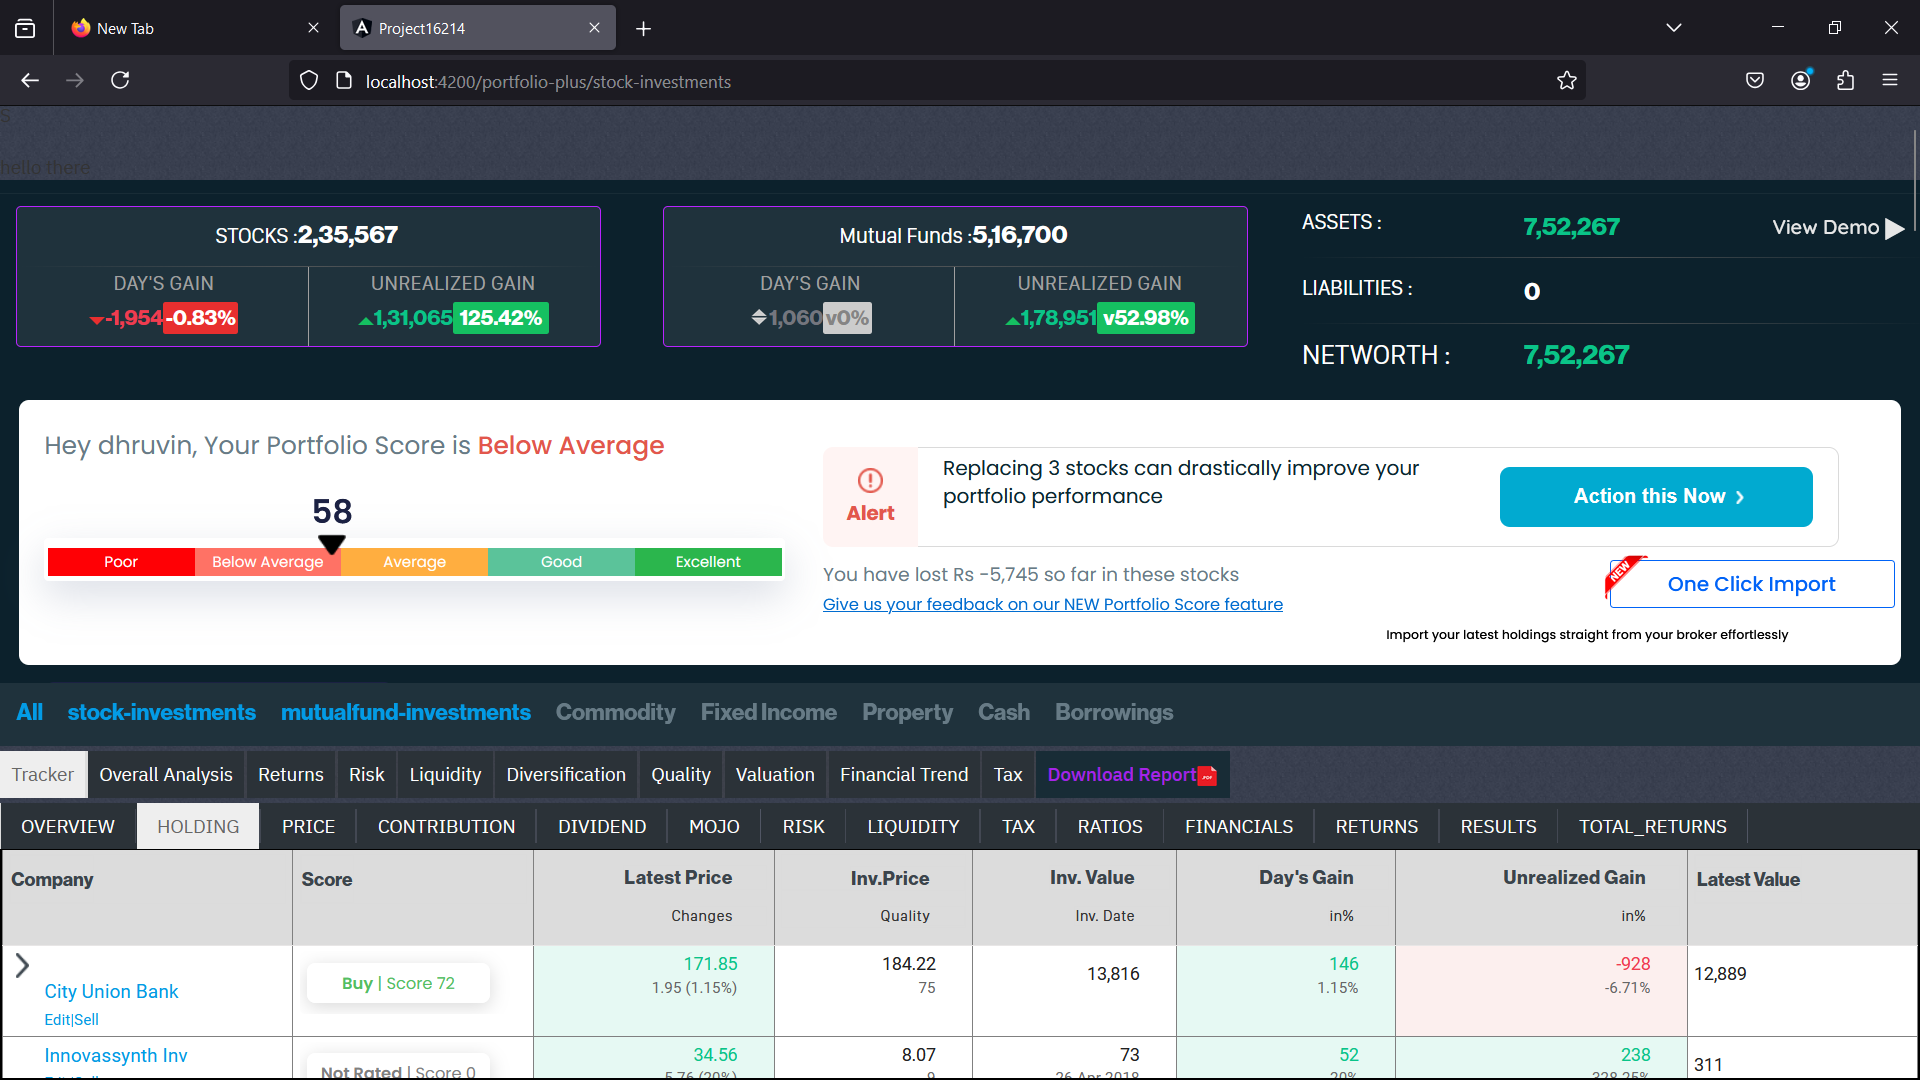 New Tab
Project16214
localhost:4200/portfolio-plus/stock-investments
S
hello there
STOCKS :2,35,567
DAY'S GAIN
UNREALIZED GAIN
-1,954 -0.83%
1,31,065 125.42%
Mutual Funds :5,16,700
DAY'S GAIN
UNREALIZED GAIN
1,060 v0%
1,78,951 v52.98%
ASSETS :
7,52,267
View Demo
LIABILITIES :
0
NETWORTH :
7,52,267
Hey dhruvin, Your Portfolio Score is Below Average
58
Poor
Below Average
Average
Good
Excellent
Alert
Replacing 3 stocks can drastically improve your
portfolio performance
Action this Now ›
You have lost Rs -5,745 so far in these stocks
Give us your feedback on our NEW Portfolio Score feature
NEW
One Click Import
Import your latest holdings straight from your broker effortlessly
All stock-investments mutualfund-investments Commodity Fixed Income Property Cash Borrowings
Tracker Overall Analysis Returns Risk Liquidity Diversification Quality Valuation Financial Trend Tax Download Report
OVERVIEW HOLDING PRICE CONTRIBUTION DIVIDEND MOJO RISK LIQUIDITY TAX RATIOS FINANCIALS RETURNS RESULTS TOTAL_RETURNS
Company Score Latest Price Inv.Price Inv. Value Day's Gain Unrealized Gain Latest Value
Changes Quality Inv. Date in% in%
City Union Bank
Edit|Sell
Buy | Score 72
171.85
1.95 (1.15%)
184.22
75
13,816
146
1.15%
-928
-6.71%
12,889
Innovassynth Inv
Edit|Sell
Not Rated | Score 0
34.56
5.76 (20%)
8.07
9
73
26 Apr 2018
52
20%
238
328.25%
311